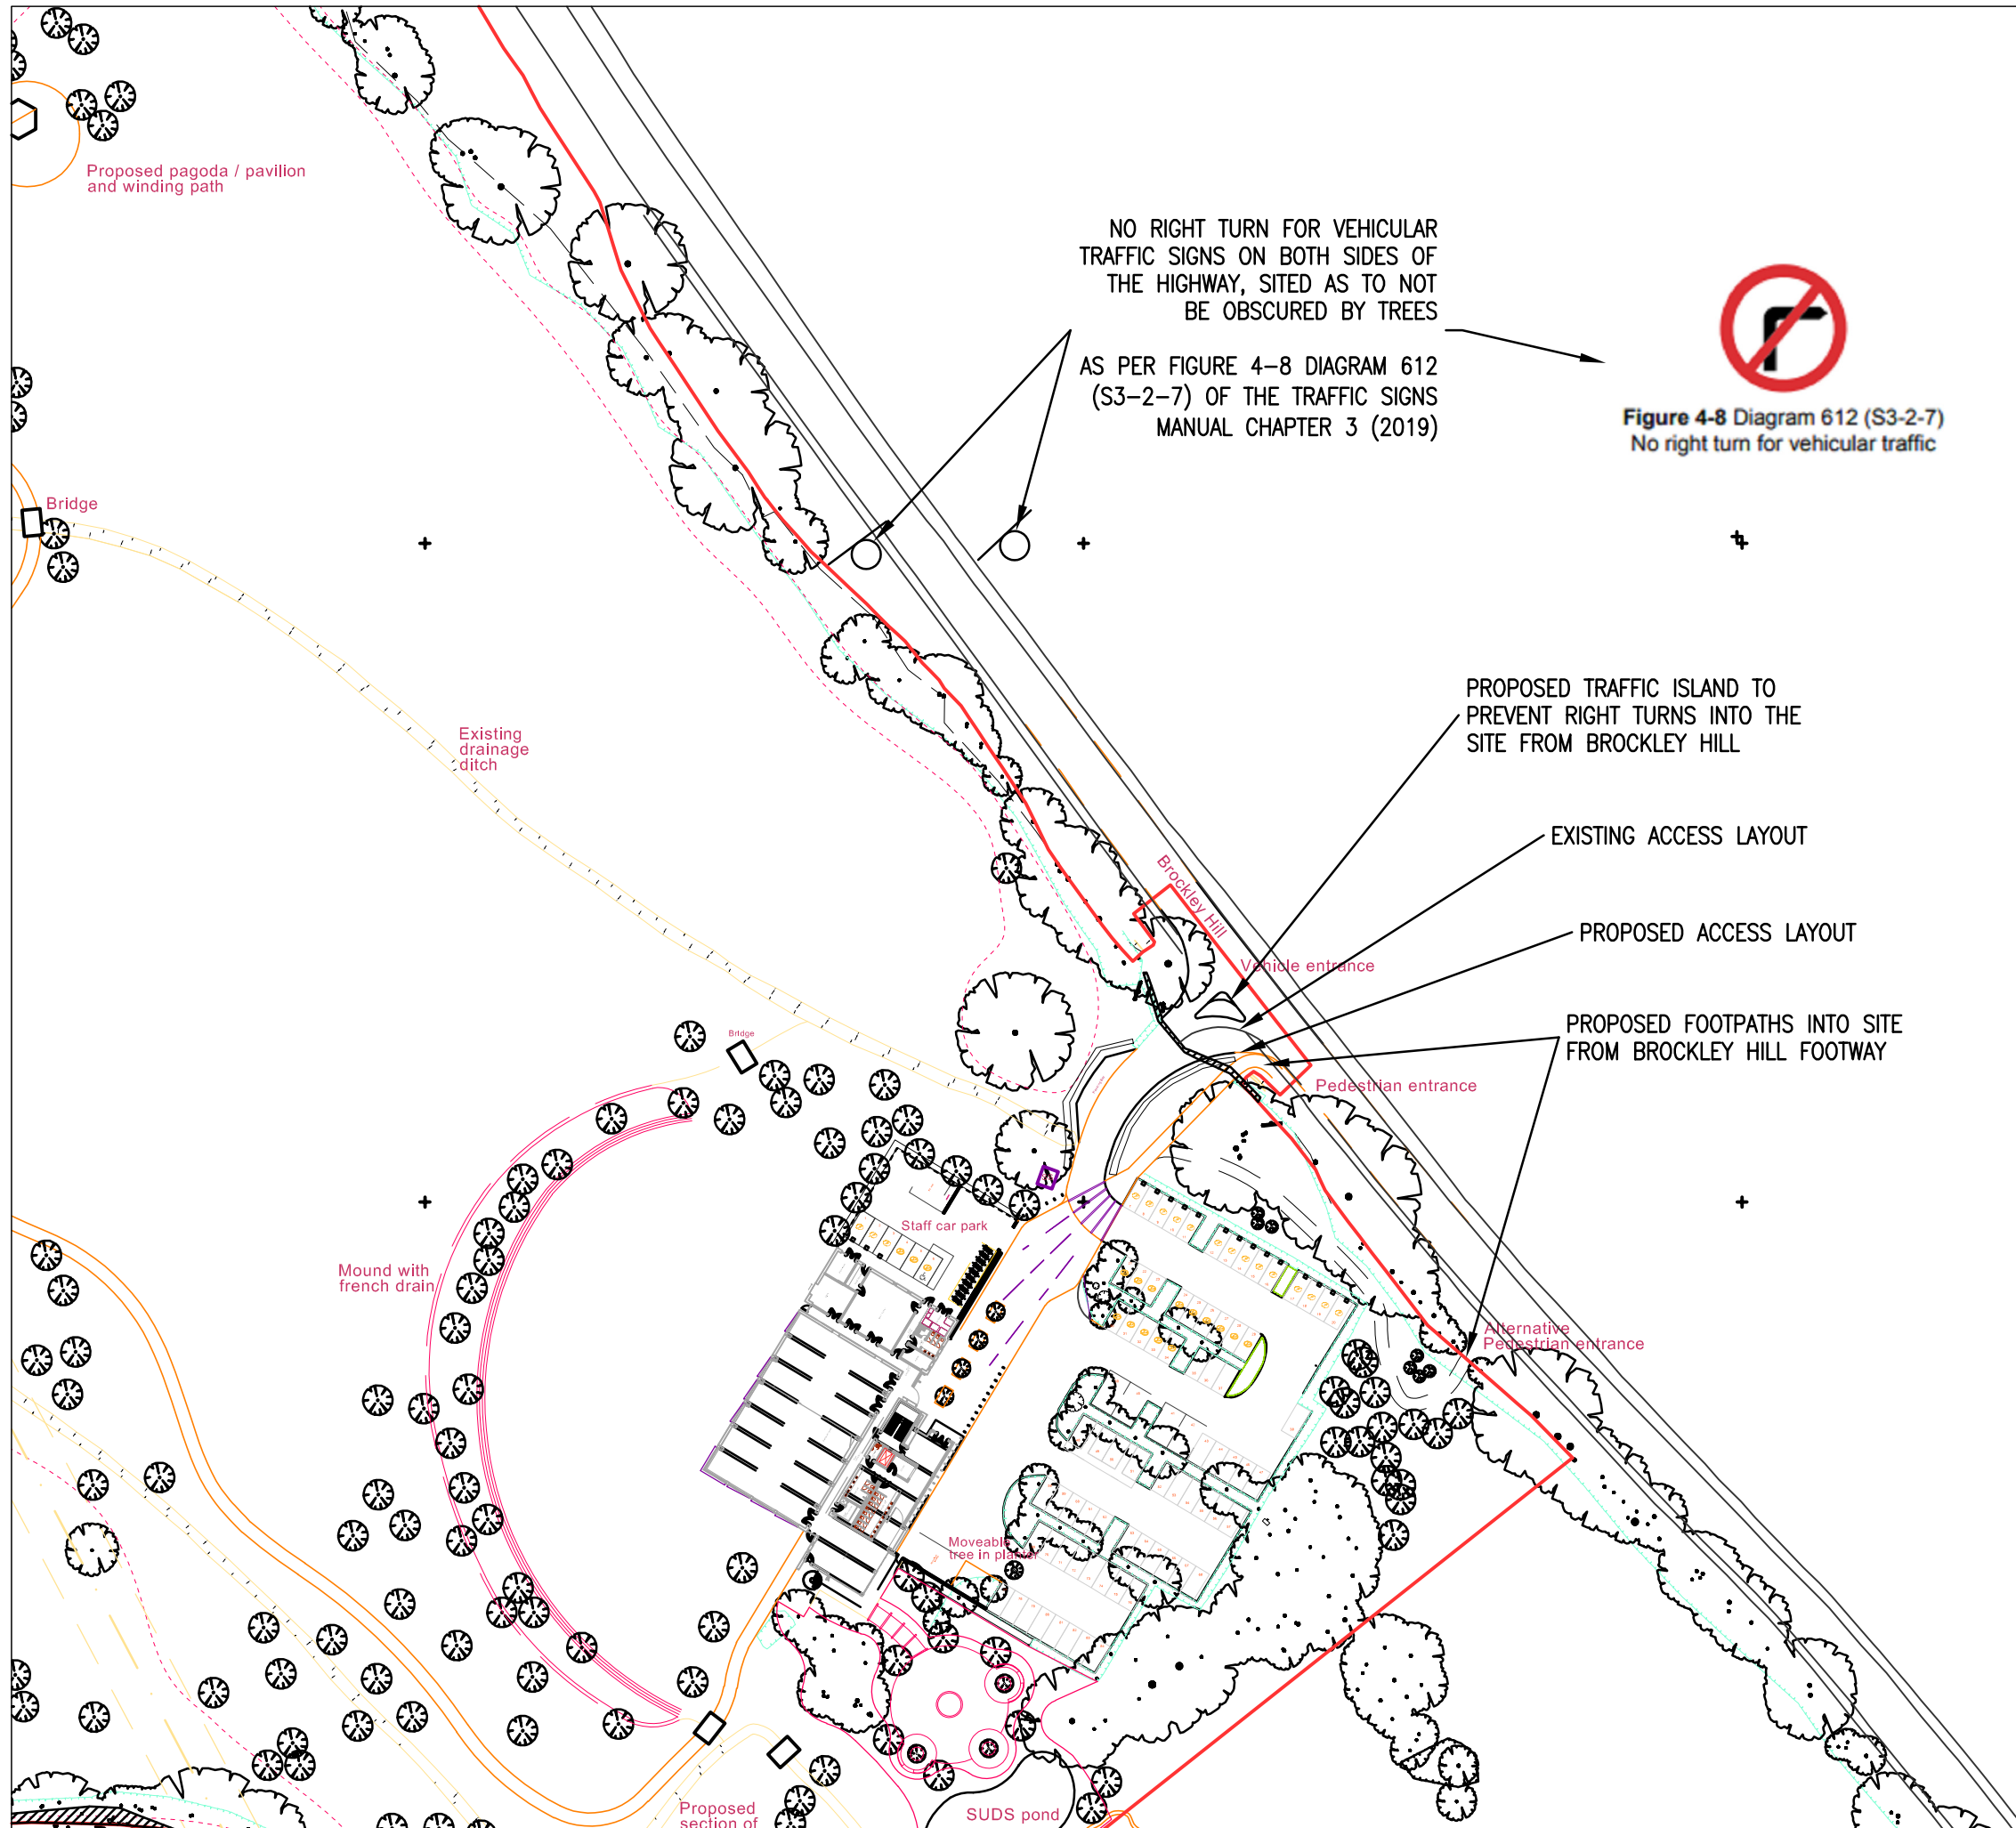 Proposed pagoda / pavilion
and winding path
NO RIGHT TURN FOR VEHICULAR
TRAFFIC SIGNS ON BOTH SIDES OF
THE HIGHWAY, SITED AS TO NOT
BE OBSCURED BY TREES
AS PER FIGURE 4-8 DIAGRAM 612
(S3-2-7) OF THE TRAFFIC SIGNS
MANUAL CHAPTER 3 (2019)
Figure 4-8 Diagram 612 (S3-2-7)
No right turn for vehicular traffic
Bridge
Existing
drainage
ditch
PROPOSED TRAFFIC ISLAND TO
PREVENT RIGHT TURNS INTO THE
SITE FROM BROCKLEY HILL
EXISTING ACCESS LAYOUT
Brockley Hill
PROPOSED ACCESS LAYOUT
Vehicle entrance
PROPOSED FOOTPATHS INTO SITE
FROM BROCKLEY HILL FOOTWAY
Bridge
Pedestrian entrance
Staff car park
Mound with
french drain
Alternative
Pedestrian entrance
Moveable
tree in planter
Proposed
section of
SUDS pond